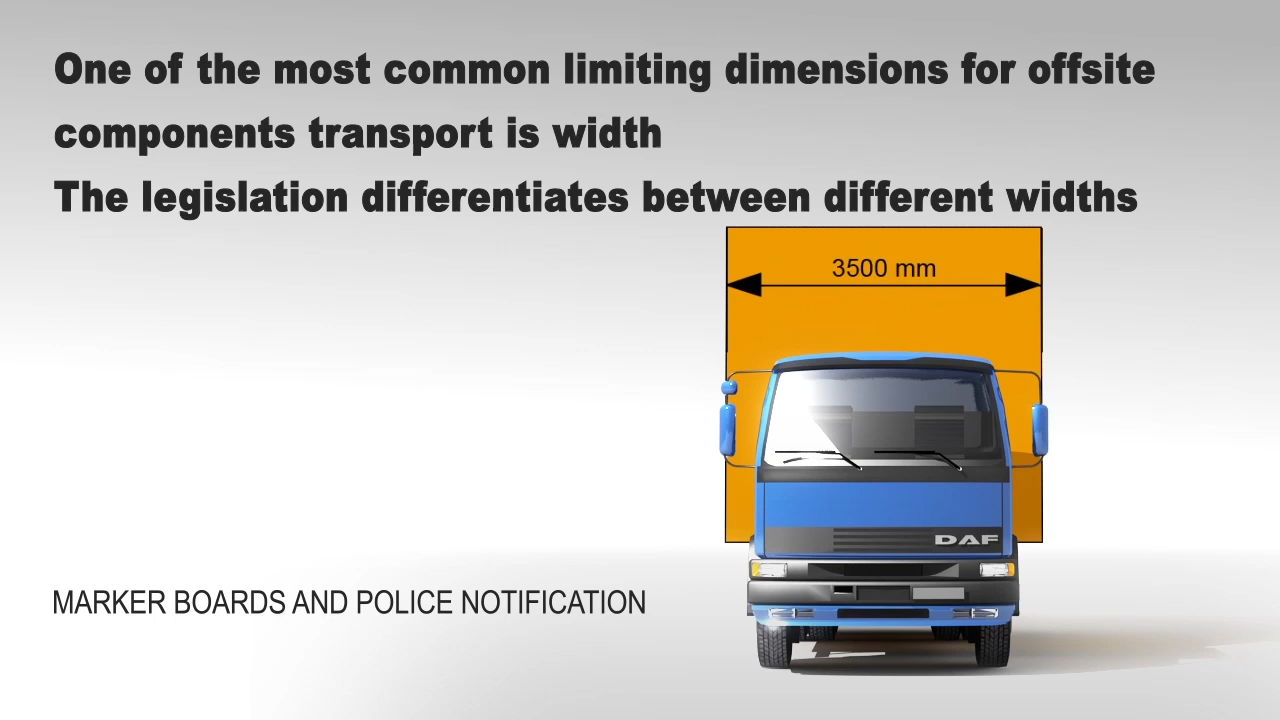 One of the most common limiting dimensions for offsite
components transport is width
The legislation differentiates between different widths
3500 mm
DAF
MARKER BOARDS AND POLICE NOTIFICATION